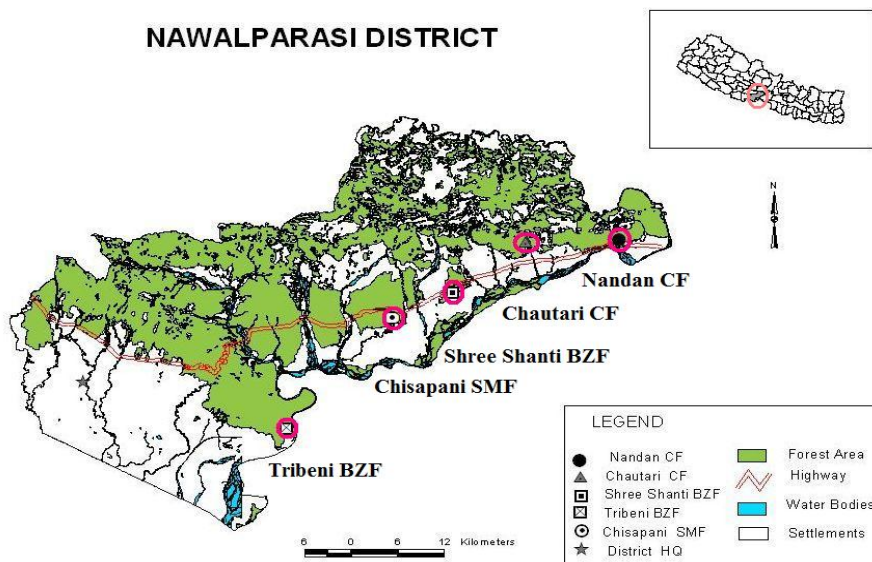 NAWALPARASI DISTRICT
N
Nandan CF
Chautari CF
Shree Shanti BZF
Chisapani SMF
Tribeni BZF
6 0 6 12 Kilometers
LEGEND
Nandan CF
Chautari CF
Shree Shanti BZF
Tribeni BZF
Chisapani SMF
District HQ
Forest Area
Highway
Water Bodies
Settlements